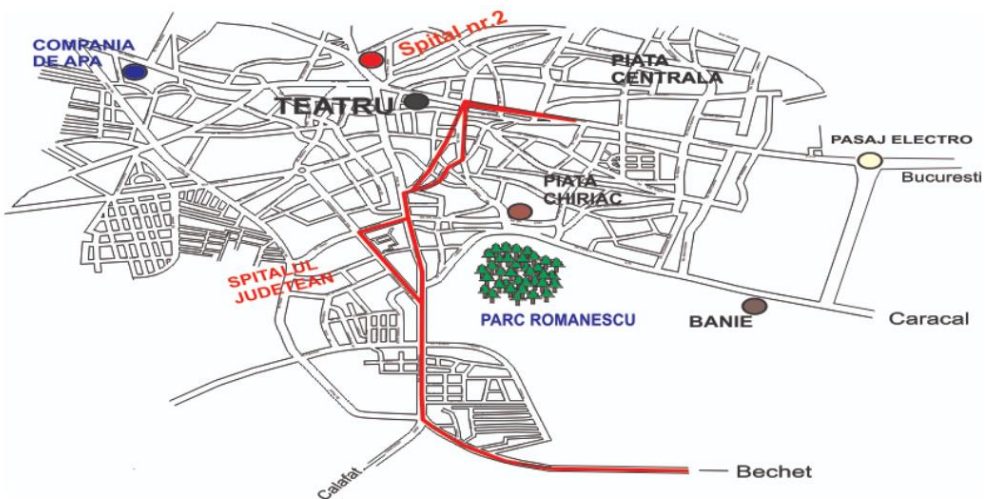 Spital nr.2
COMPANIA
DE APA
PIATA
CENTRALA
TEATRU
PASAJ ELECTRO
Bucuresti
PIATA
CHIRIAC
SPITALUL
JUDETEAN
PARC ROMANESCU
BANIE
Caracal
Calafat
Bechet